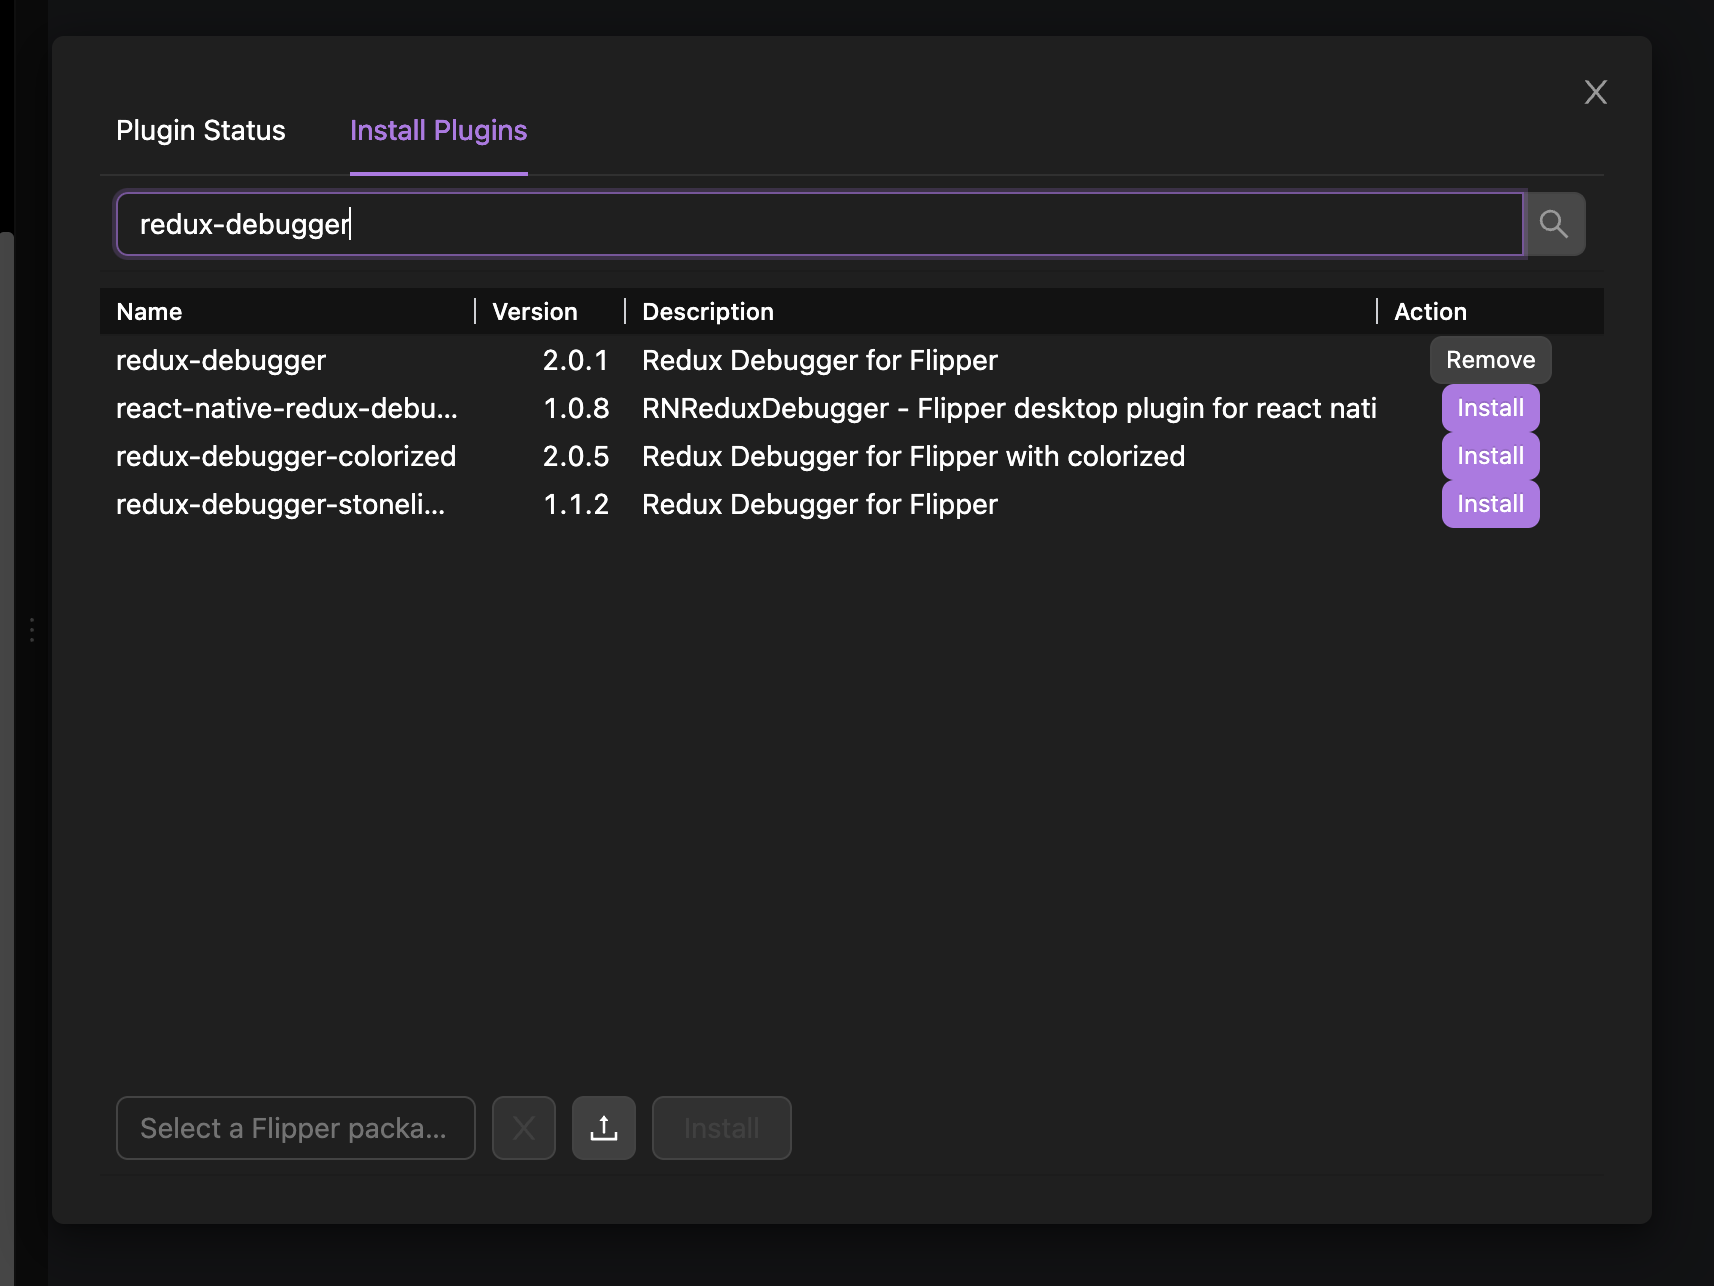 X
Plugin Status Install Plugins
redux-debugger
Name Version Description Action
redux-debugger 2.0.1 Redux Debugger for Flipper Remove
react-native-redux-debu... 1.0.8 RNReduxDebugger - Flipper desktop plugin for react nati Install
redux-debugger-colorized 2.0.5 Redux Debugger for Flipper with colorized Install
redux-debugger-stoneli... 1.1.2 Redux Debugger for Flipper Install
Select a Flipper packa... X Install